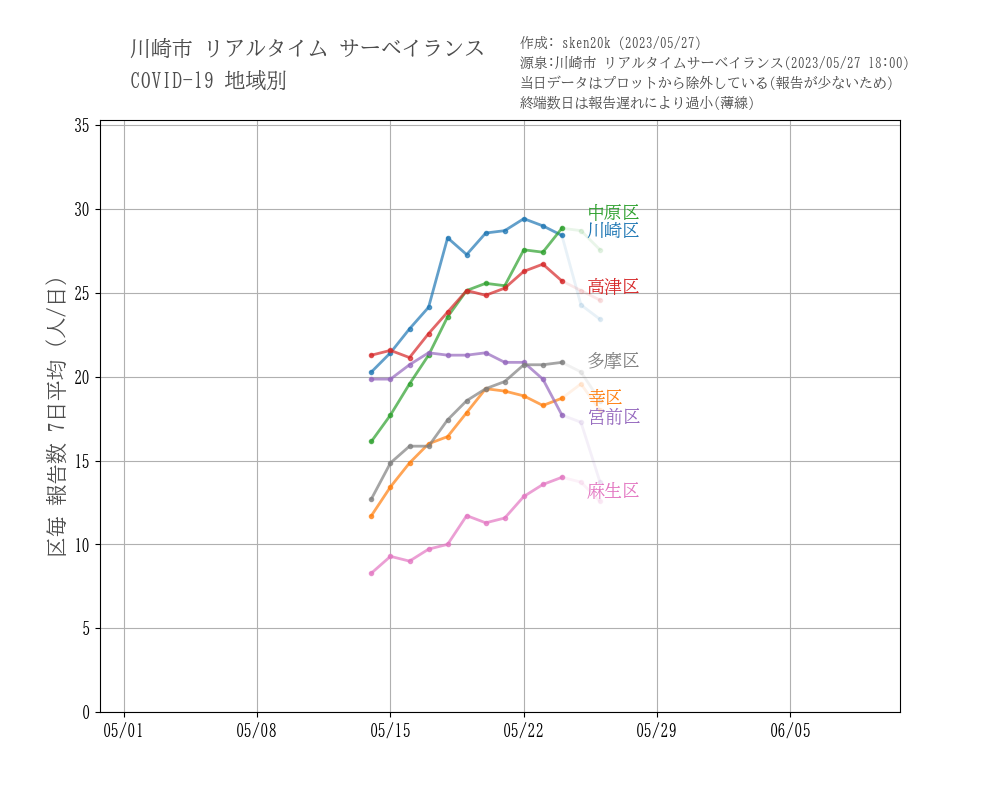 川崎市 リアルタイム サーベイランス
COVID-19 地域別
作成: sken20k (2023/05/27)
源泉:川崎市 リアルタイムサーベイランス(2023/05/27 18:00)
当日データはプロットから除外している(報告が少ないため)
終端数日は報告遅れにより過小(薄線)
区毎 報告数 7日平均 (人/日)
35
30
25
20
15
10
5
0
中原区
川崎区
高津区
多摩区
幸区
宮前区
麻生区
05/01
05/08
05/15
05/22
05/29
06/05